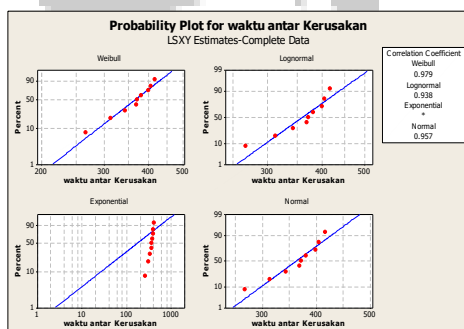 Probability Plot for waktu antar Kerusakan
LSXY Estimates-Complete Data
Weibull
Percent
90
50
10
1
200
300
400
500
waktu antar Kerusakan
Lognormal
Percent
99
90
50
10
1
300
400
500
waktu antar Kerusakan
Correlation Coefficient
Weibull
0.979
Lognormal
0.938
Exponential
*
Normal
0.957
Exponential
Percent
90
50
10
1
1
10
100
1000
waktu antar Kerusakan
Normal
Percent
99
90
50
10
1
300
400
500
waktu antar Kerusakan